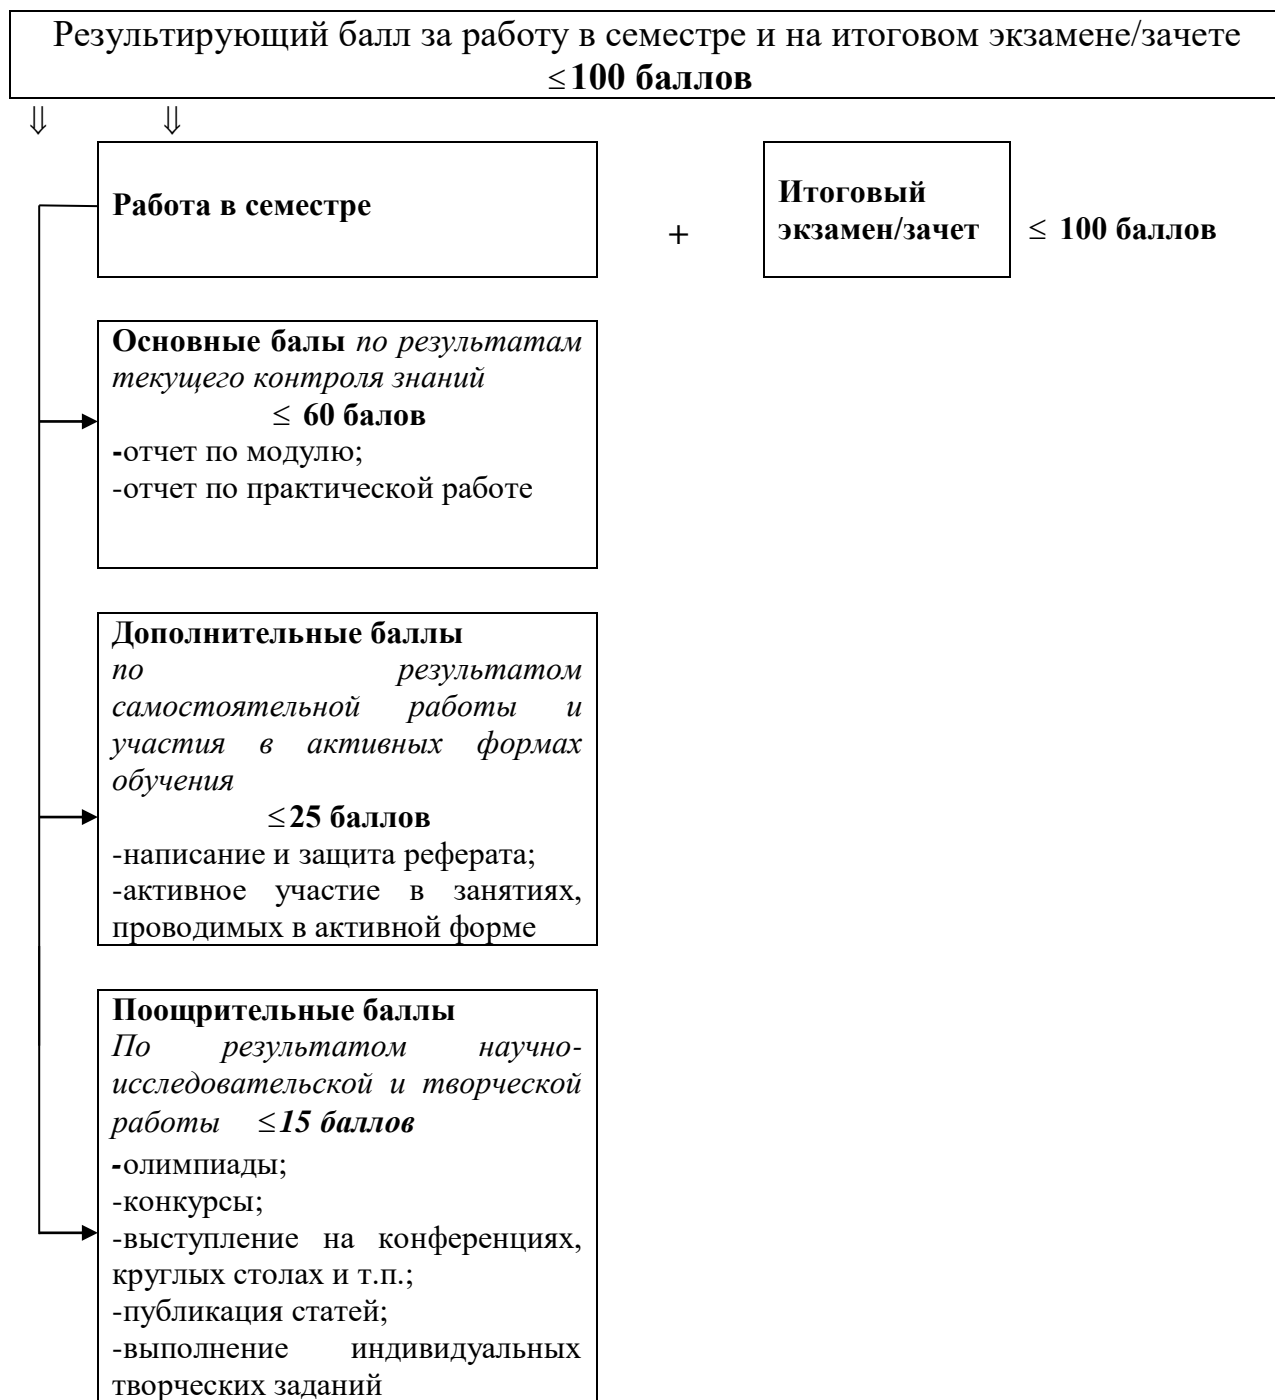 Результирующий балл за работу в семестре и на итоговом экзамене/зачете
≤ 100 баллов
⇓ ⇓
Работа в семестре
+
Итоговый
экзамен/зачет
≤ 100 баллов
Основные балы по результатам
текущего контроля знаний
≤ 60 балов
-отчет по модулю;
-отчет по практической работе
Дополнительные баллы
по результатом
самостоятельной работы и
участия в активных формах
обучения
≤ 25 баллов
-написание и защита реферата;
-активное участие в занятиях,
проводимых в активной форме
Поощрительные баллы
По результатом научно-
исследовательской и творческой
работы ≤ 15 баллов
-олимпиады;
-конкурсы;
-выступление на конференциях,
круглых столах и т.п.;
-публикация статей;
-выполнение индивидуальных
творческих заданий